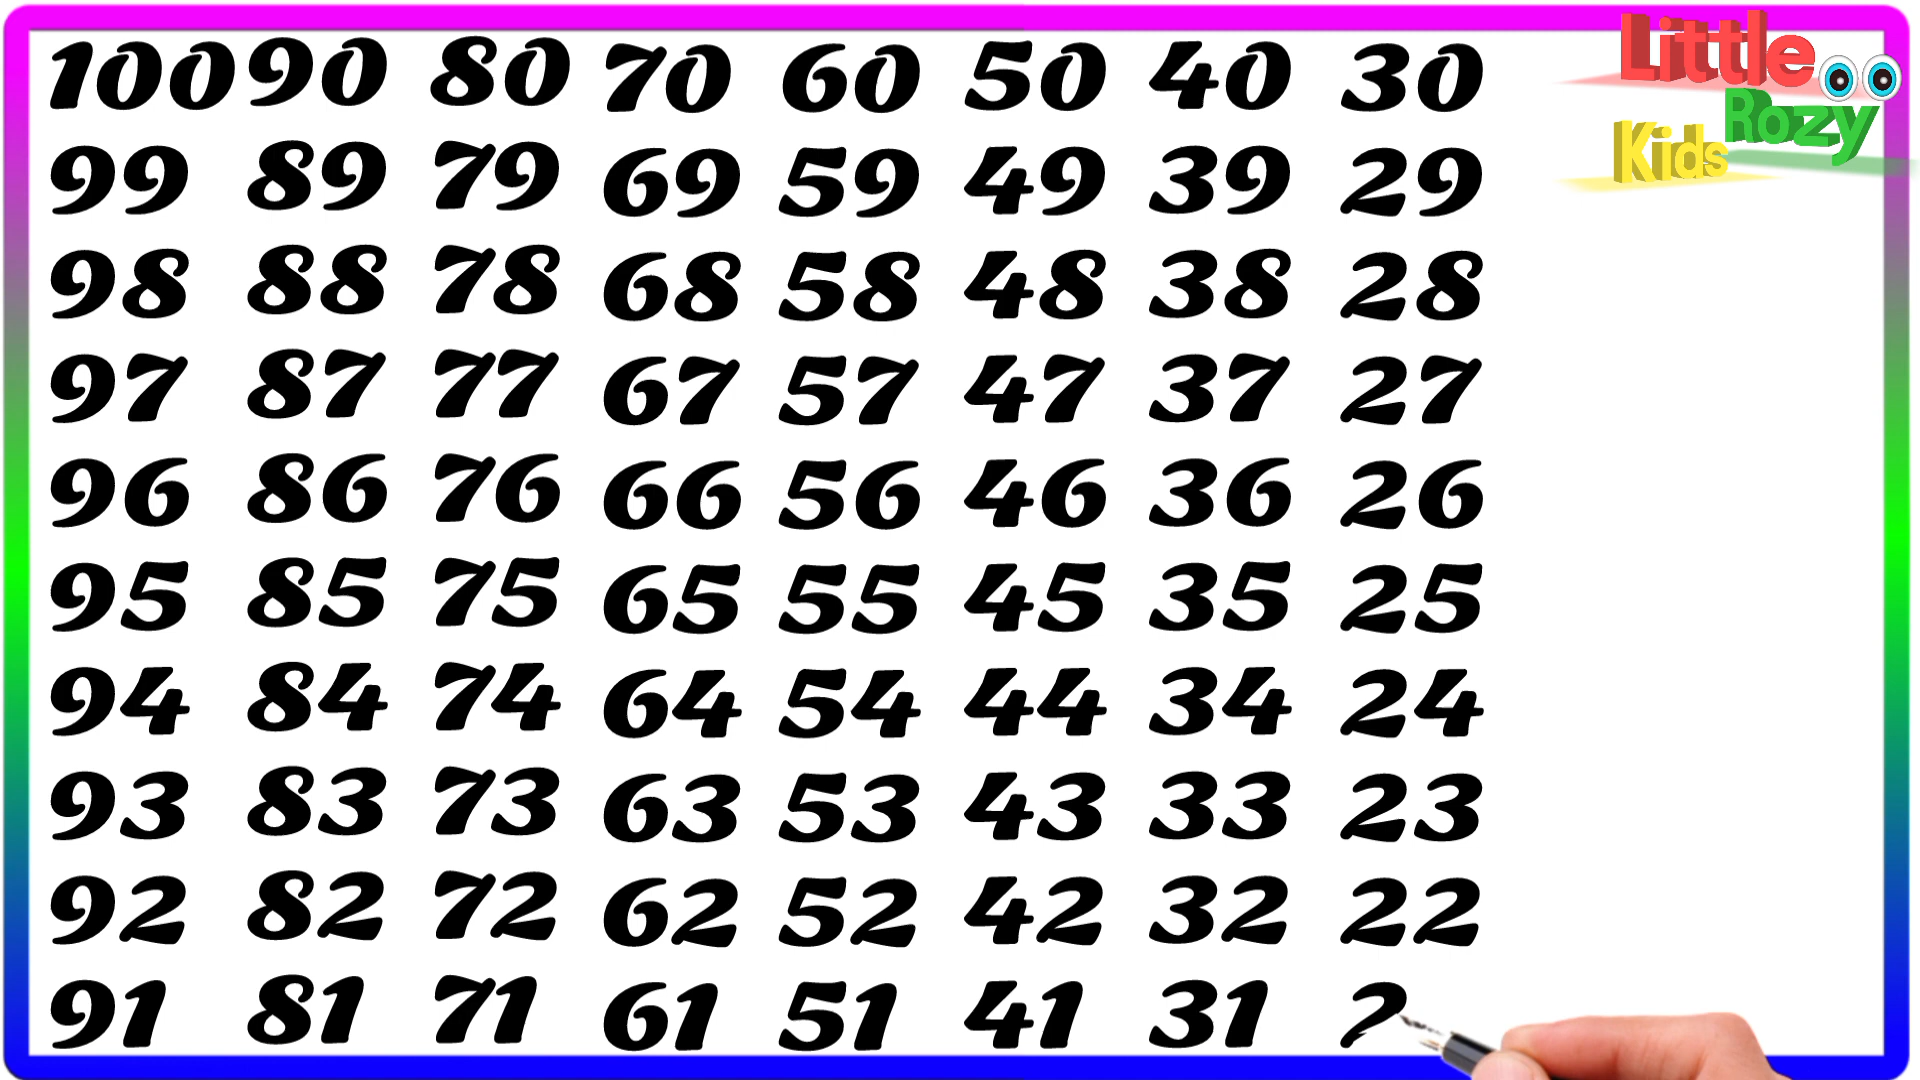 100 90 80 70 60 50 40 30
99 89 79 69 59 49 39 29
98 88 78 68 58 48 38 28
97 87 77 67 57 47 37 27
96 86 76 66 56 46 36 26
95 85 75 65 55 45 35 25
94 84 74 64 54 44 34 24
93 83 73 63 53 43 33 23
92 82 72 62 52 42 32 22
91 81 71 61 51 41 31 2
Little
Rozy
Kids